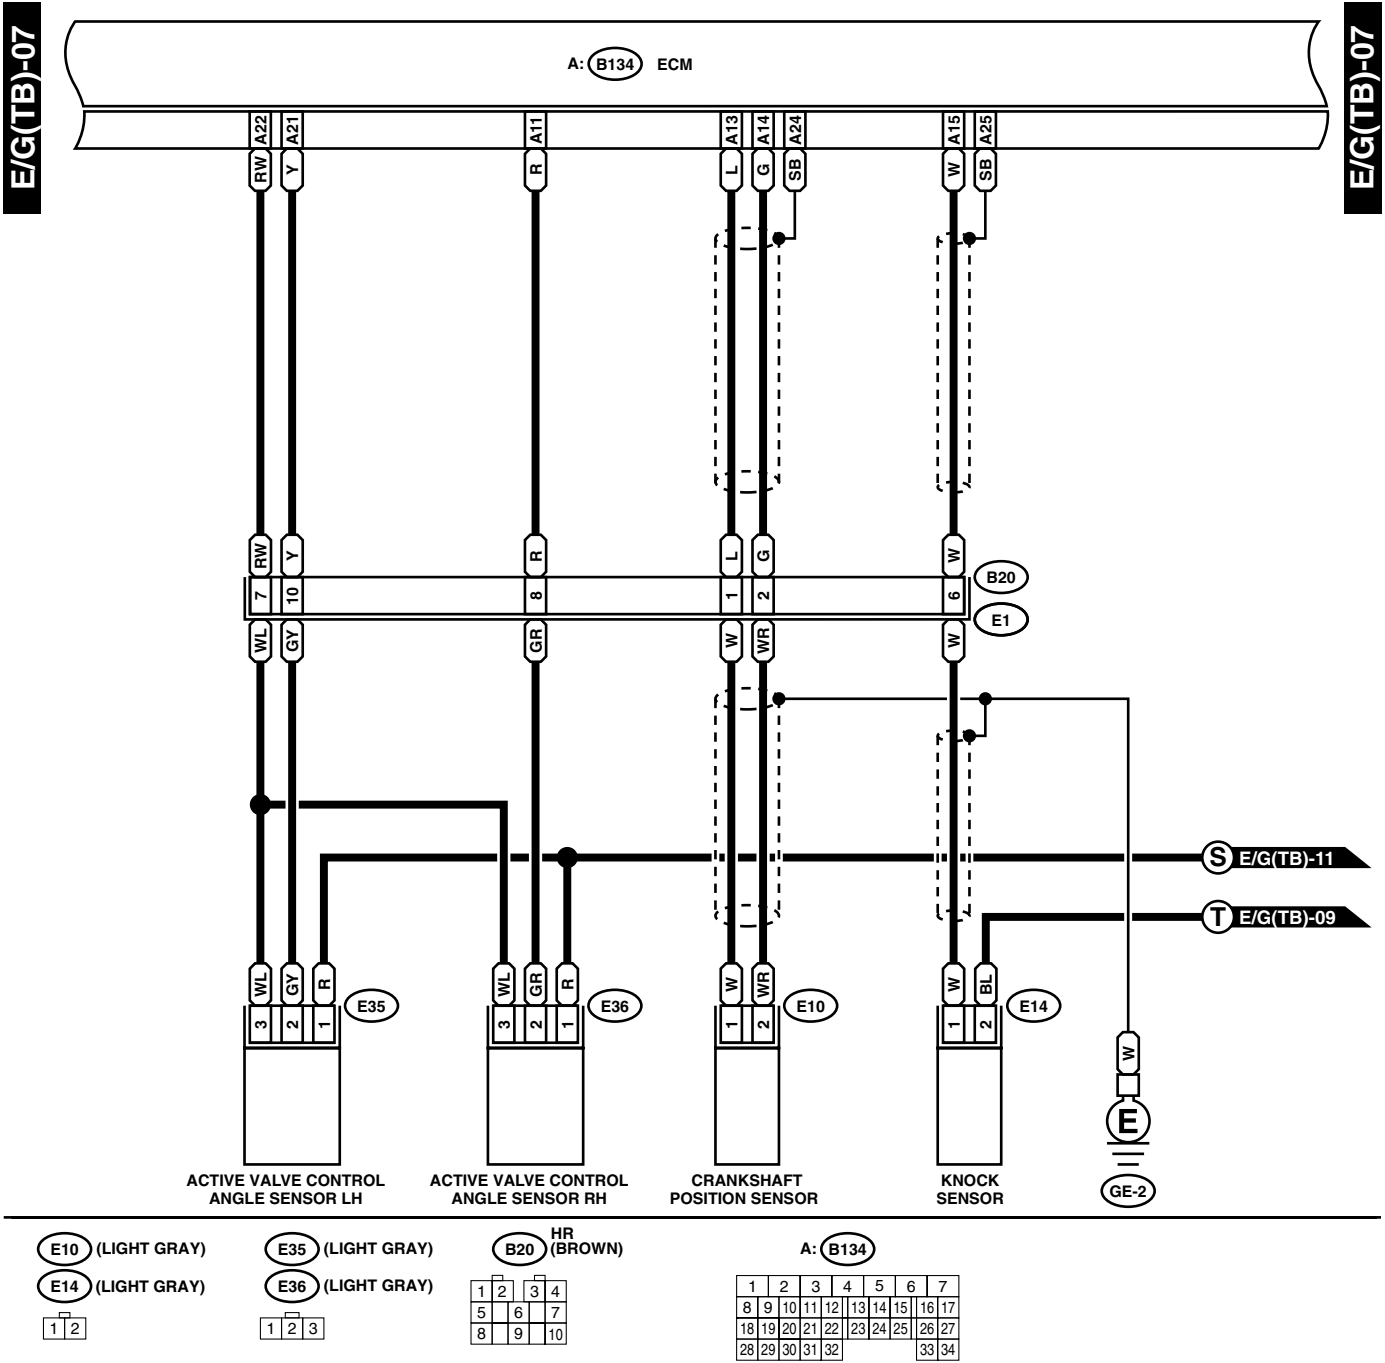 E/G(TB)-07
E/G(TB)-07
A: B134 ECM
A22 A21 A11 A13 A14 A24 A15 A25
RW Y R L G SB W SB
RW Y R L G W
B20
7 10 8 1 2 6
E1
WL GY GR W WR W
S E/G(TB)-11
T E/G(TB)-09
WL GY R WL GR R W WR W BL
E35 E36 E10 E14
3 2 1 3 2 1 1 2 1 2
W
E
ACTIVE VALVE CONTROL
ANGLE SENSOR LH
ACTIVE VALVE CONTROL
ANGLE SENSOR RH
CRANKSHAFT
POSITION SENSOR
KNOCK
SENSOR
GE-2
E10 (LIGHT GRAY)
E14 (LIGHT GRAY)
1 2
E35 (LIGHT GRAY)
E36 (LIGHT GRAY)
1 2 3
HR
B20 (BROWN)
1 2 3 4
5 6 7
8 9 10
A: B134
1 2 3 4 5 6 7
8 9 10 11 12 13 14 15 16 17
18 19 20 21 22 23 24 25 26 27
28 29 30 31 32 33 34